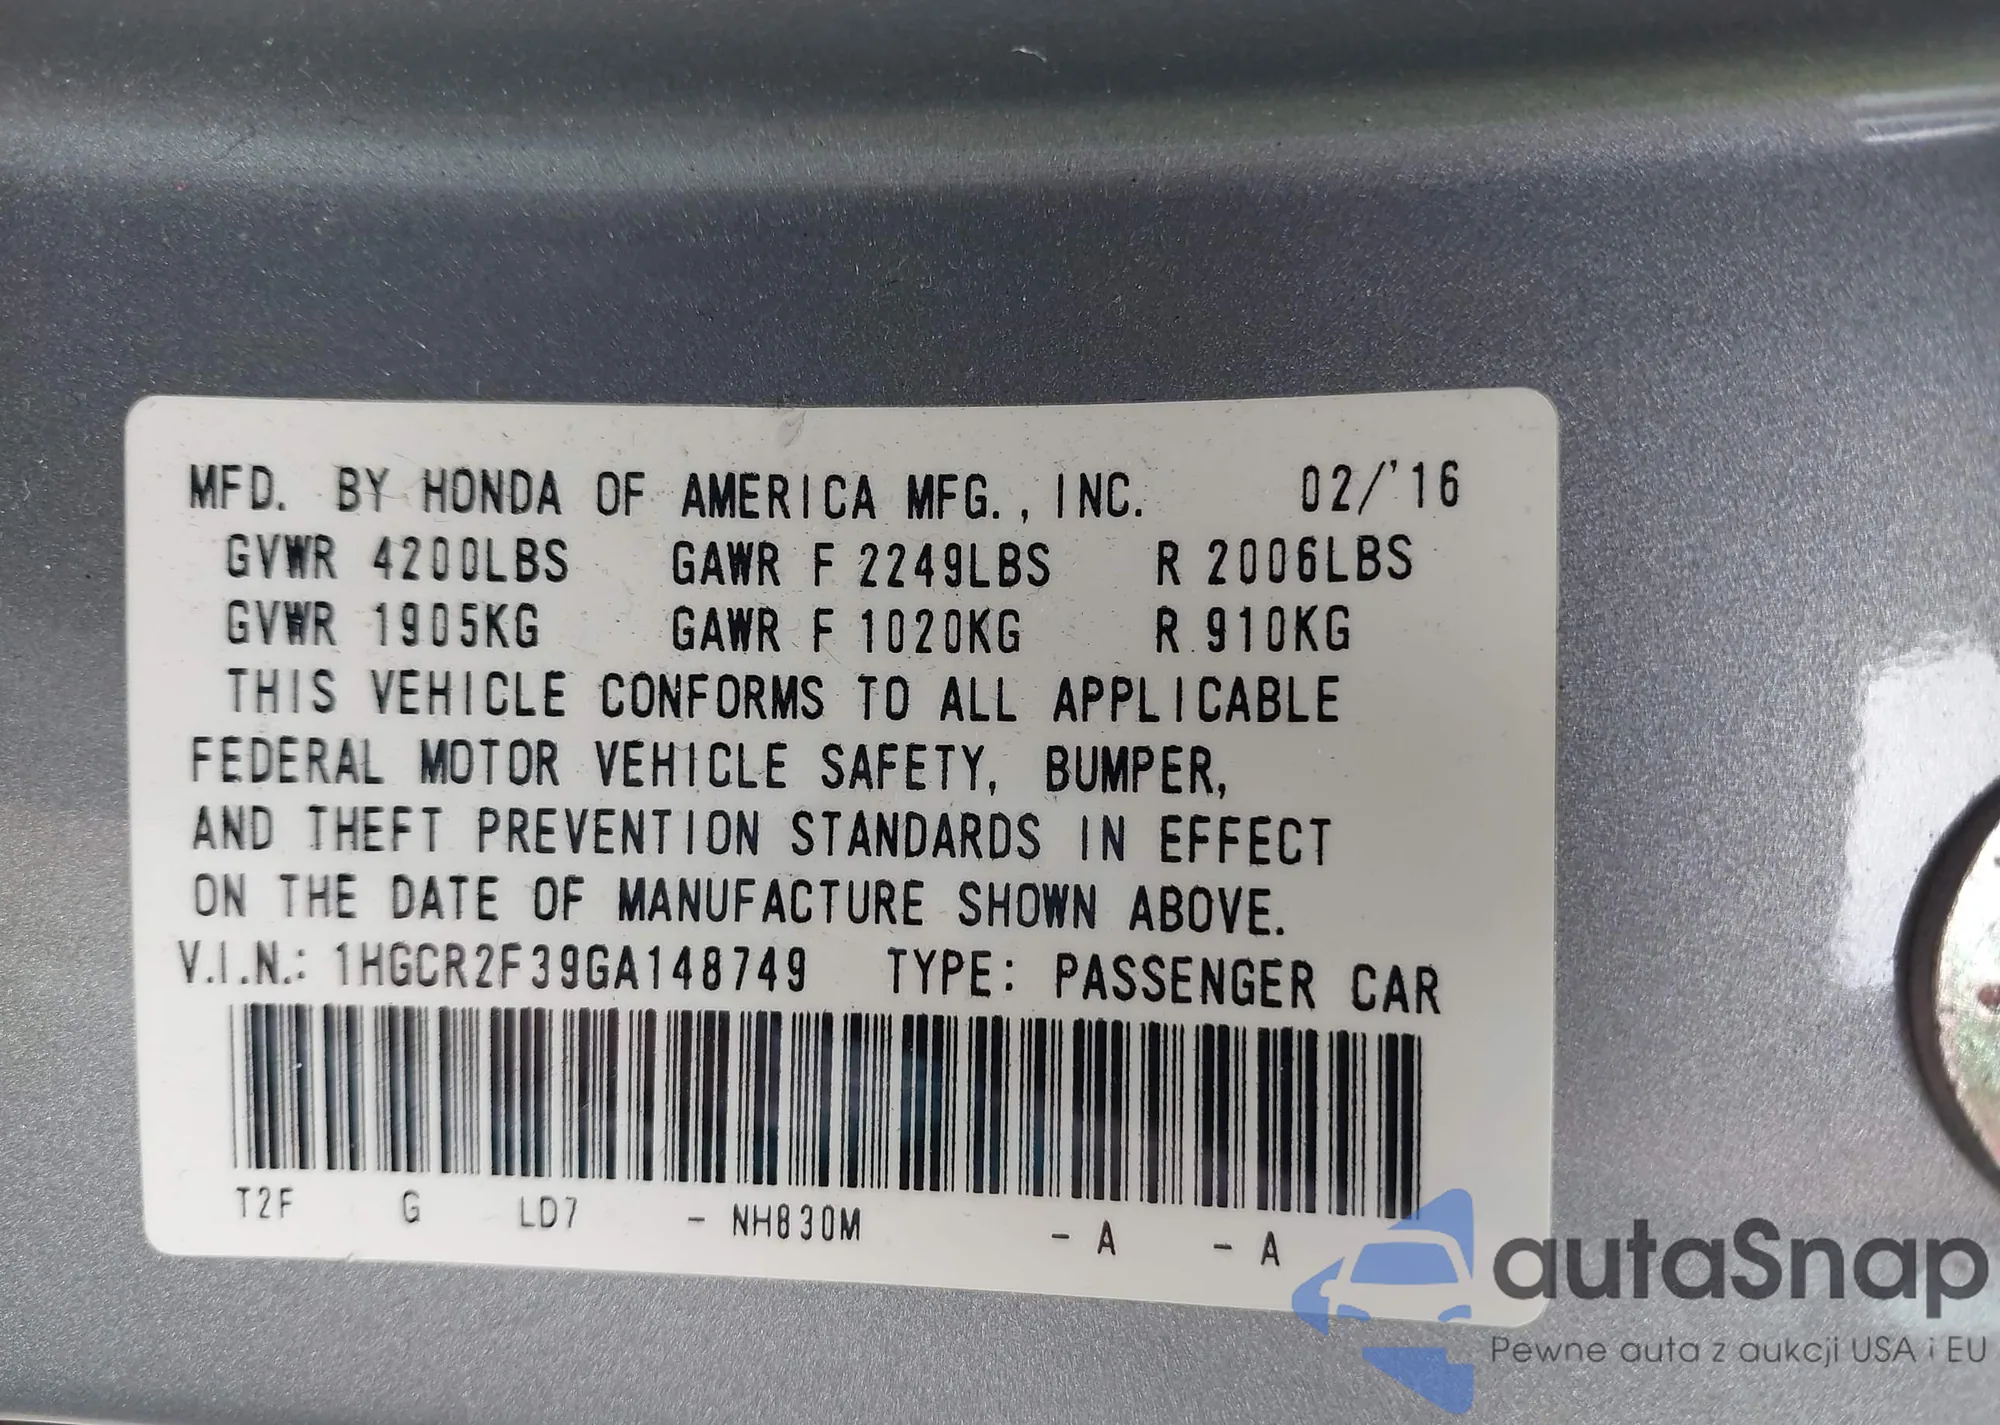 MFD. BY HONDA OF AMERICA MFG., INC. 02/'16
GVWR 4200LBS GAWR F 2249LBS R 2006LBS
GVWR 1905KG GAWR F 1020KG R 910KG
THIS VEHICLE CONFORMS TO ALL APPLICABLE
FEDERAL MOTOR VEHICLE SAFETY, BUMPER,
AND THEFT PREVENTION STANDARDS IN EFFECT
ON THE DATE OF MANUFACTURE SHOWN ABOVE.
V.I.N.: 1HGCR2F39GA148749 TYPE: PASSENGER CAR
T2F G LD7 - NH830M - A - A
autaSnap
Pewne auta z aukcji USA i EU